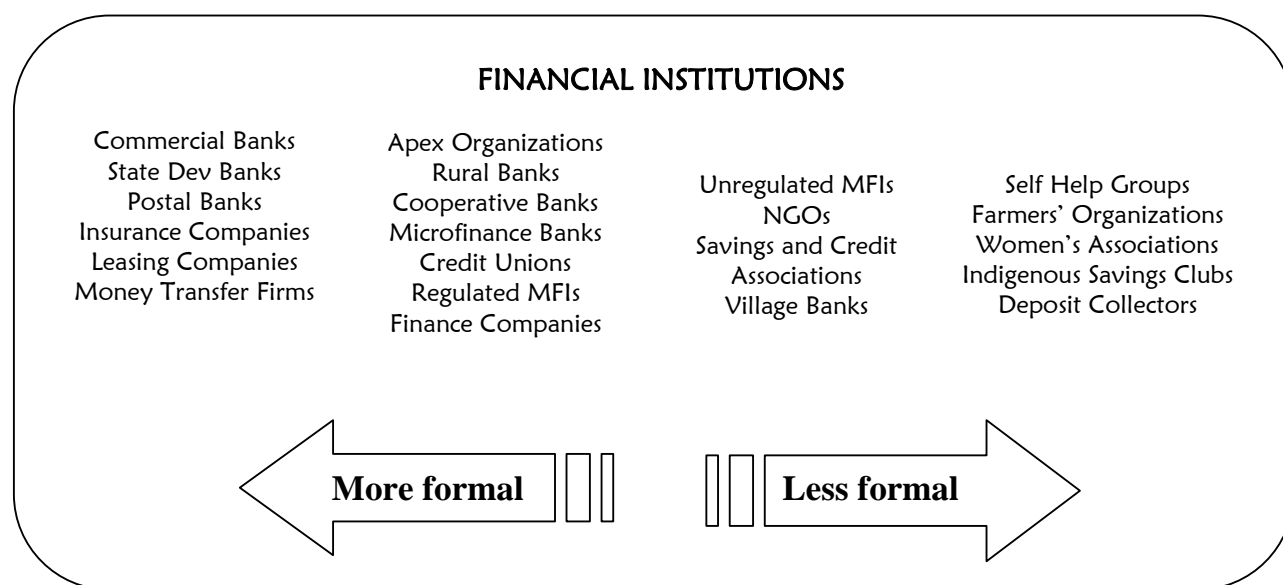 FINANCIAL INSTITUTIONS
Commercial Banks
State Dev Banks
Postal Banks
Insurance Companies
Leasing Companies
Money Transfer Firms
Apex Organizations
Rural Banks
Cooperative Banks
Microfinance Banks
Credit Unions
Regulated MFIs
Finance Companies
Unregulated MFIs
NGOs
Savings and Credit
Associations
Village Banks
Self Help Groups
Farmers’ Organizations
Women’s Associations
Indigenous Savings Clubs
Deposit Collectors
More formal
Less formal